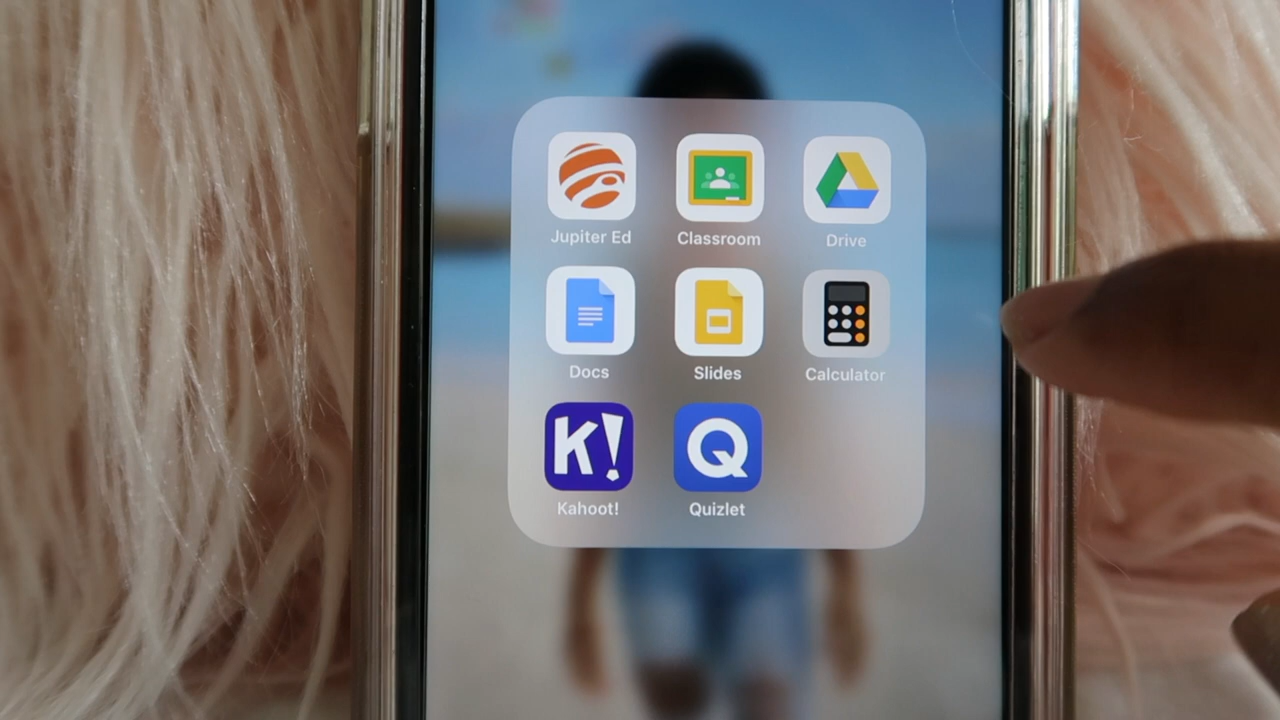 Jupiter Ed Classroom Drive
Docs Slides Calculator
K! Q
Kahoot! Quizlet